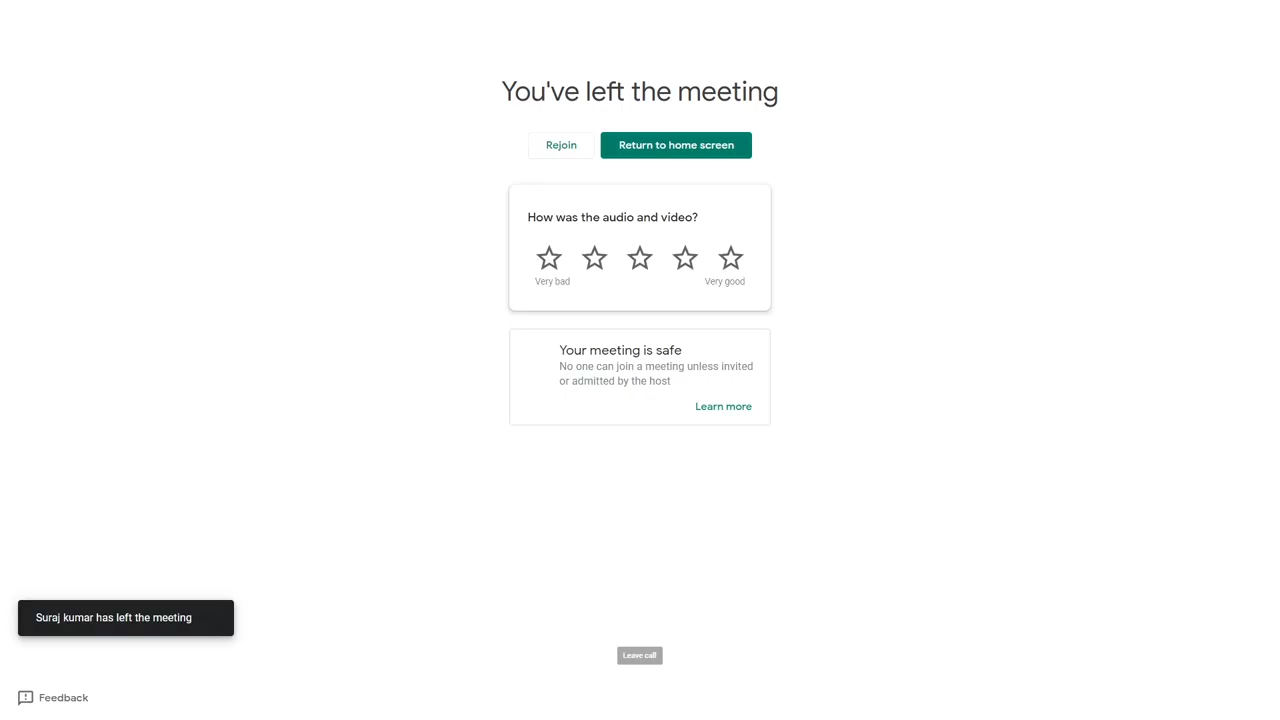 You've left the meeting
Rejoin
Return to home screen
How was the audio and video?
Very bad
Very good
Your meeting is safe
No one can join a meeting unless invited
or admitted by the host
Learn more
Suraj kumar has left the meeting
Leave call
Feedback